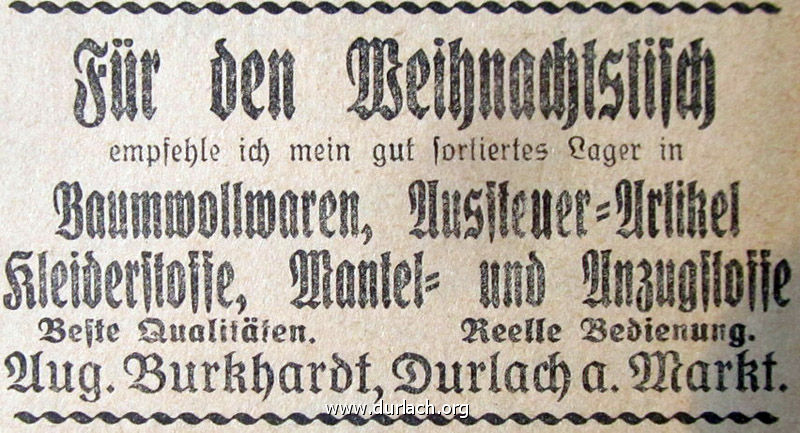 Für den Weihnachtstisch
empfehle ich mein gut sortiertes Lager in
Baumwollwaren, Aussteuer-Artikel
Kleiderstoffe, Mantel- und Anzugstoffe
Beste Qualitäten. Reelle Bedienung.
Aug. Burkhardt, Durlach a. Markt.
www.durlach.org